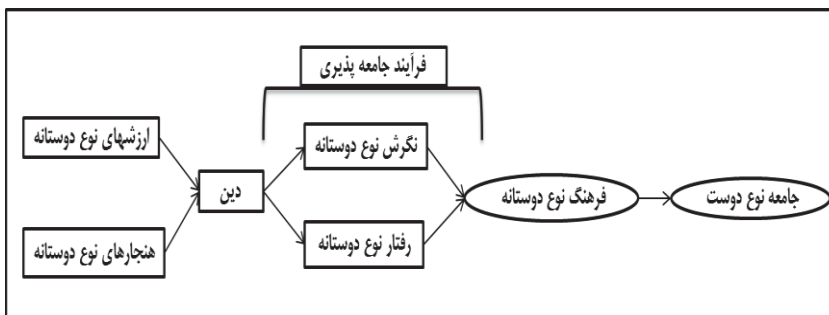 فرآیند جامعه پذیری
ارزشهای نوع دوستانه
نگرش نوع دوستانه
دین
فرهنگ نوع دوستانه
جامعه نوع دوست
هنجارهای نوع دوستانه
رفتار نوع دوستانه